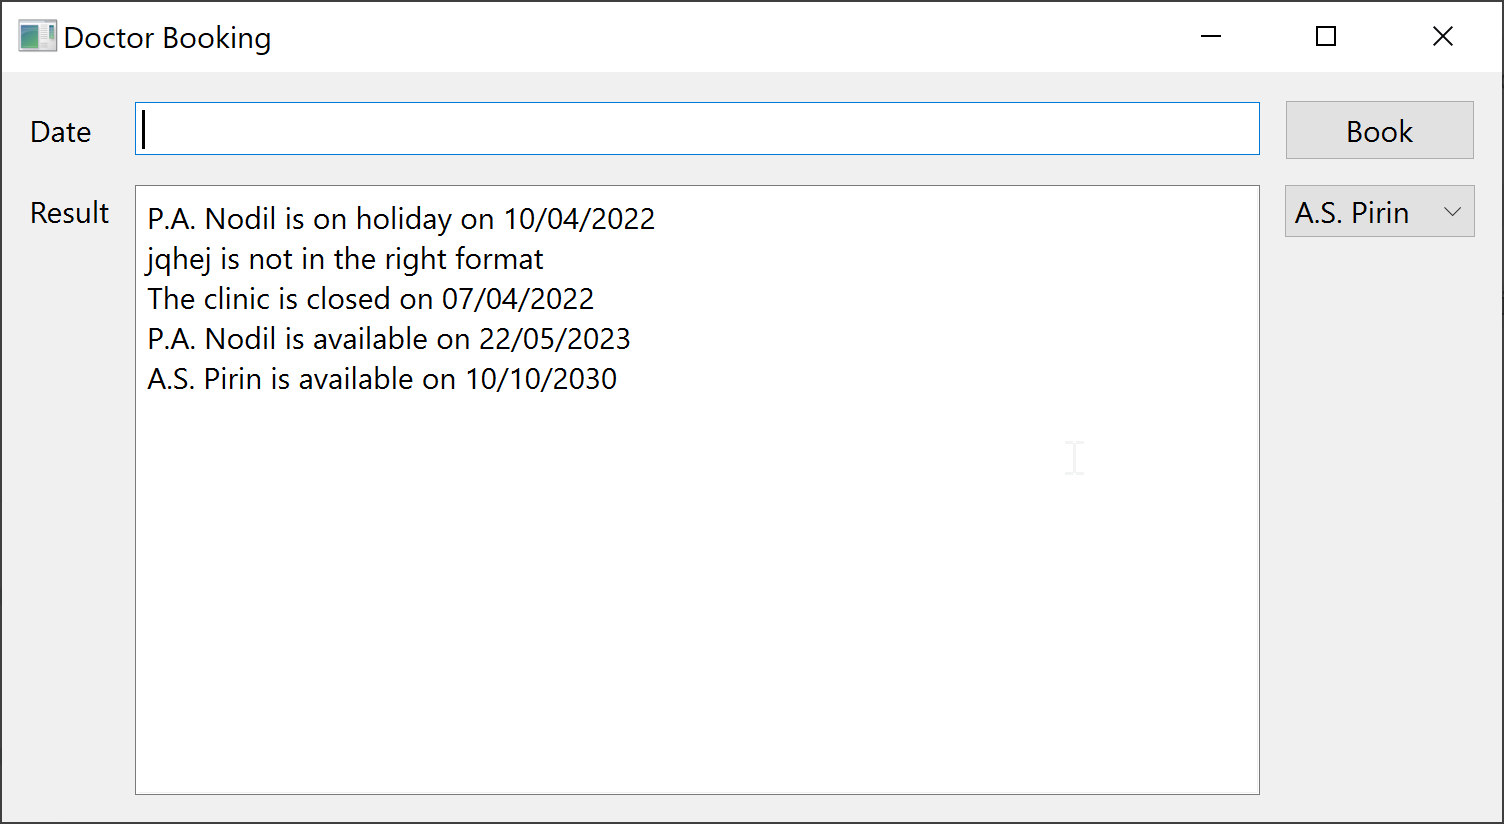 Doctor Booking
Date
Book
Result
A.S. Pirin
P.A. Nodil is on holiday on 10/04/2022
jqhej is not in the right format
The clinic is closed on 07/04/2022
P.A. Nodil is available on 22/05/2023
A.S. Pirin is available on 10/10/2030